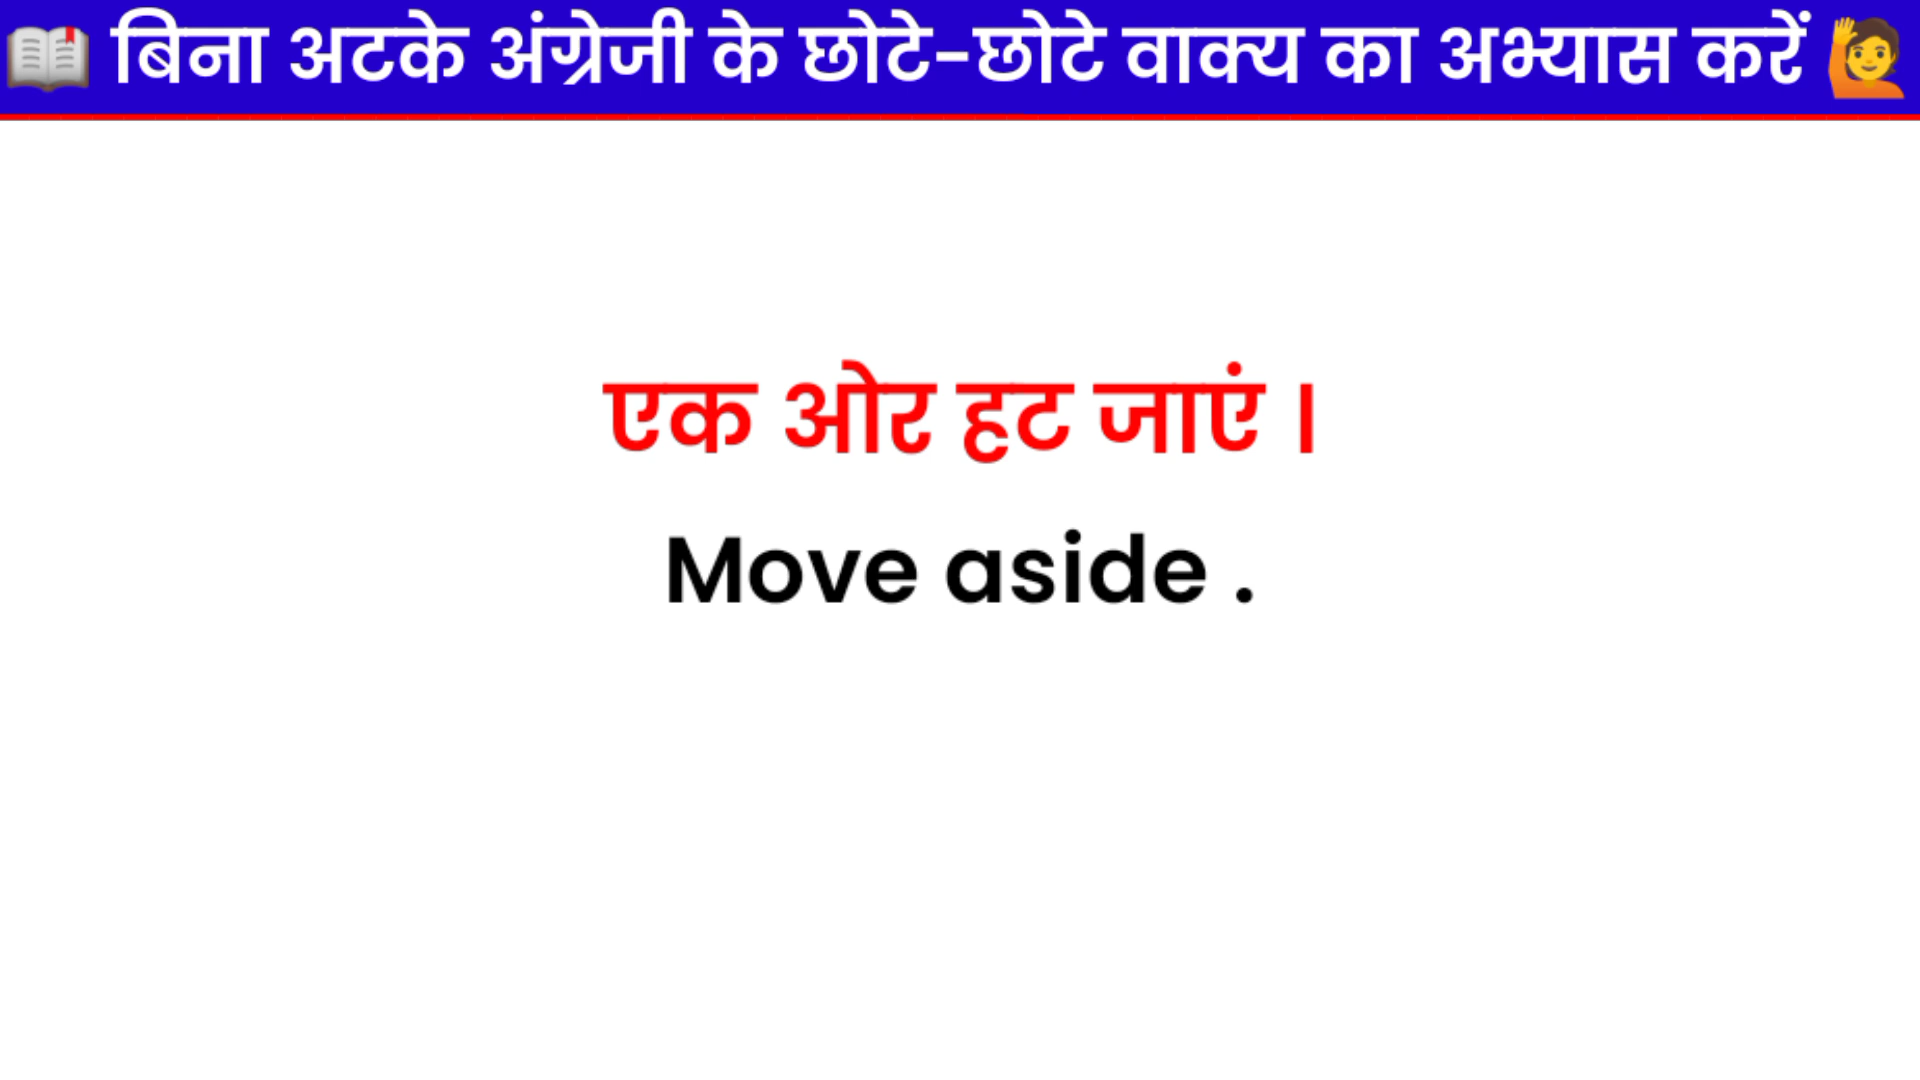 बिना अटके अंग्रेजी के छोटे-छोटे वाक्य का अभ्यास करें
एक ओर हट जाएं ।
Move aside .